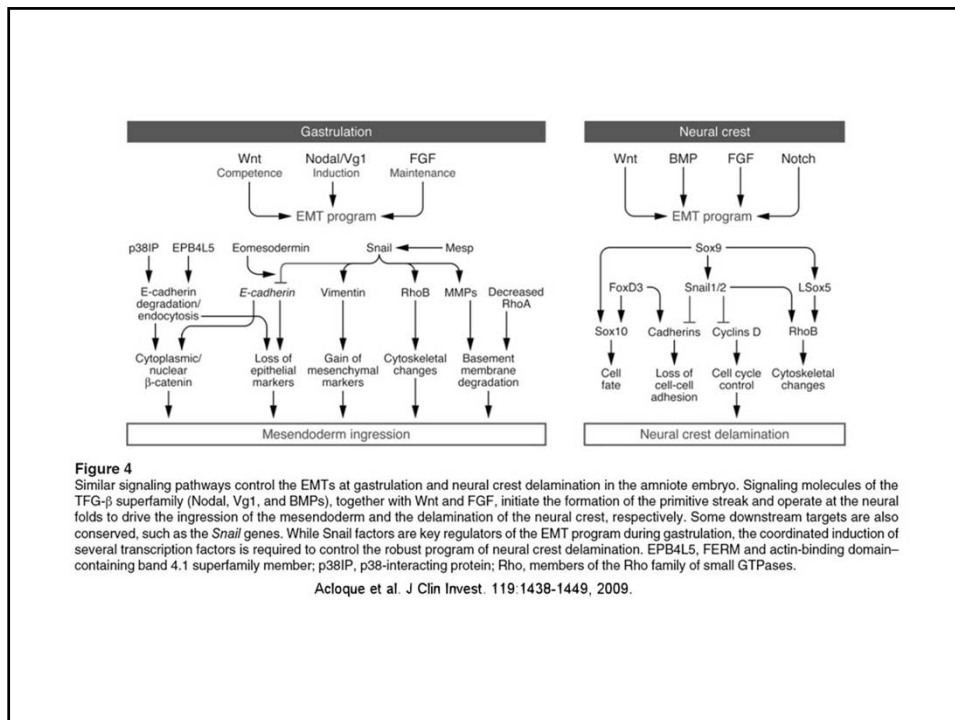 Gastrulation
Wnt Nodal/Vg1 FGF
Competence Induction Maintenance
EMT program
p38IP EPB4L5 Eomesodermin Snail Mesp
E-cadherin
degradation/
endocytosis
E-cadherin
Vimentin
RhoB
MMPs
Decreased
RhoA
Cytoplasmic/
nuclear
β-catenin
Loss of
epithelial
markers
Gain of
mesenchymal
markers
Cytoskeletal
changes
Basement
membrane
degradation
Mesendoderm ingression
Neural crest
Wnt BMP FGF Notch
EMT program
Sox9
FoxD3 Snail1/2 LSox5
Sox10 Cadherins Cyclins D RhoB
Cell
fate
Loss of
cell-cell
adhesion
Cell cycle
control
Cytoskeletal
changes
Neural crest delamination
Figure 4
Similar signaling pathways control the EMTs at gastrulation and neural crest delamination in the amniote embryo. Signaling molecules of the
TFG-β superfamily (Nodal, Vg1, and BMPs), together with Wnt and FGF, initiate the formation of the primitive streak and operate at the neural
folds to drive the ingression of the mesendoderm and the delamination of the neural crest, respectively. Some downstream targets are also
conserved, such as the Snail genes. While Snail factors are key regulators of the EMT program during gastrulation, the coordinated induction of
several transcription factors is required to control the robust program of neural crest delamination. EPB4L5, FERM and actin-binding domain–
containing band 4.1 superfamily member; p38IP, p38-interacting protein; Rho, members of the Rho family of small GTPases.
Acloque et al. J Clin Invest. 119:1438-1449, 2009.